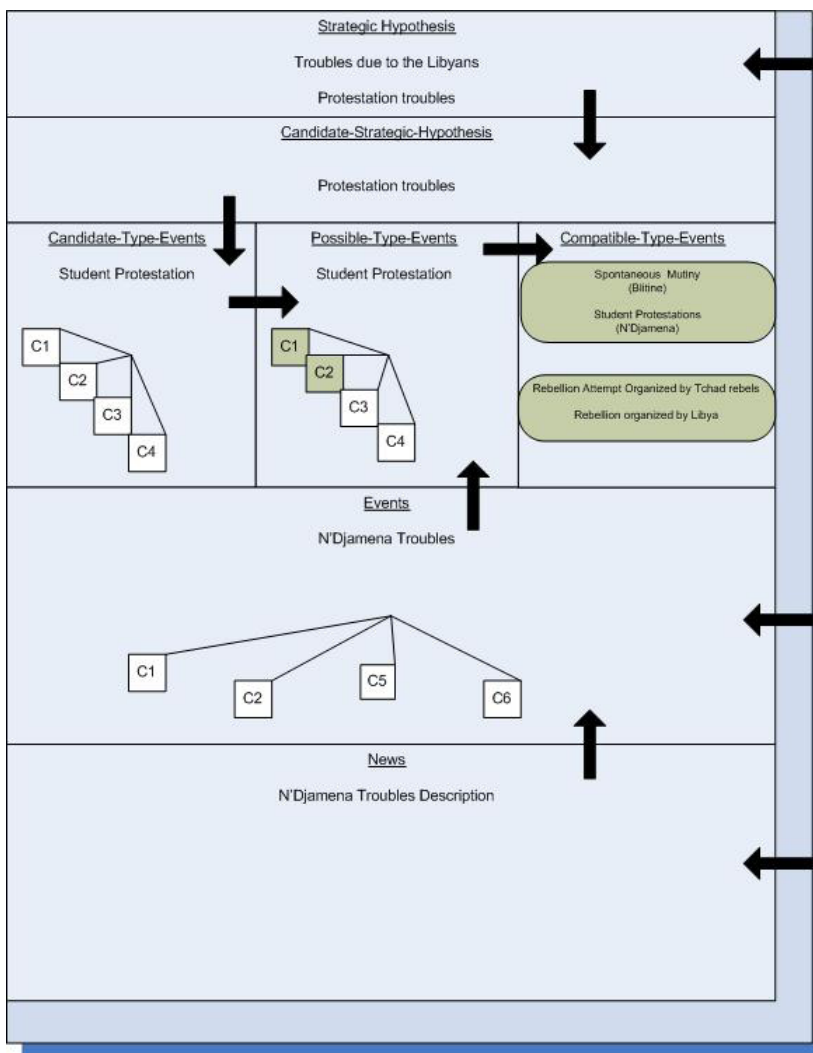 Strategic Hypothesis
Troubles due to the Libyans
Protestation troubles
Candidate-Strategic-Hypothesis
Protestation troubles
Candidate-Type-Events
Student Protestation
C1
C2
C3
C4
Possible-Type-Events
Student Protestation
C1
C2
C3
C4
Compatible-Type-Events
Spontaneous Mutiny
(Biltine)
Student Protestations
(N'Djamena)
Rebellion Attempt Organized by Tchad rebels
Rebellion organized by Libya
Events
N'Djamena Troubles
C1
C2
C5
C6
News
N'Djamena Troubles Description